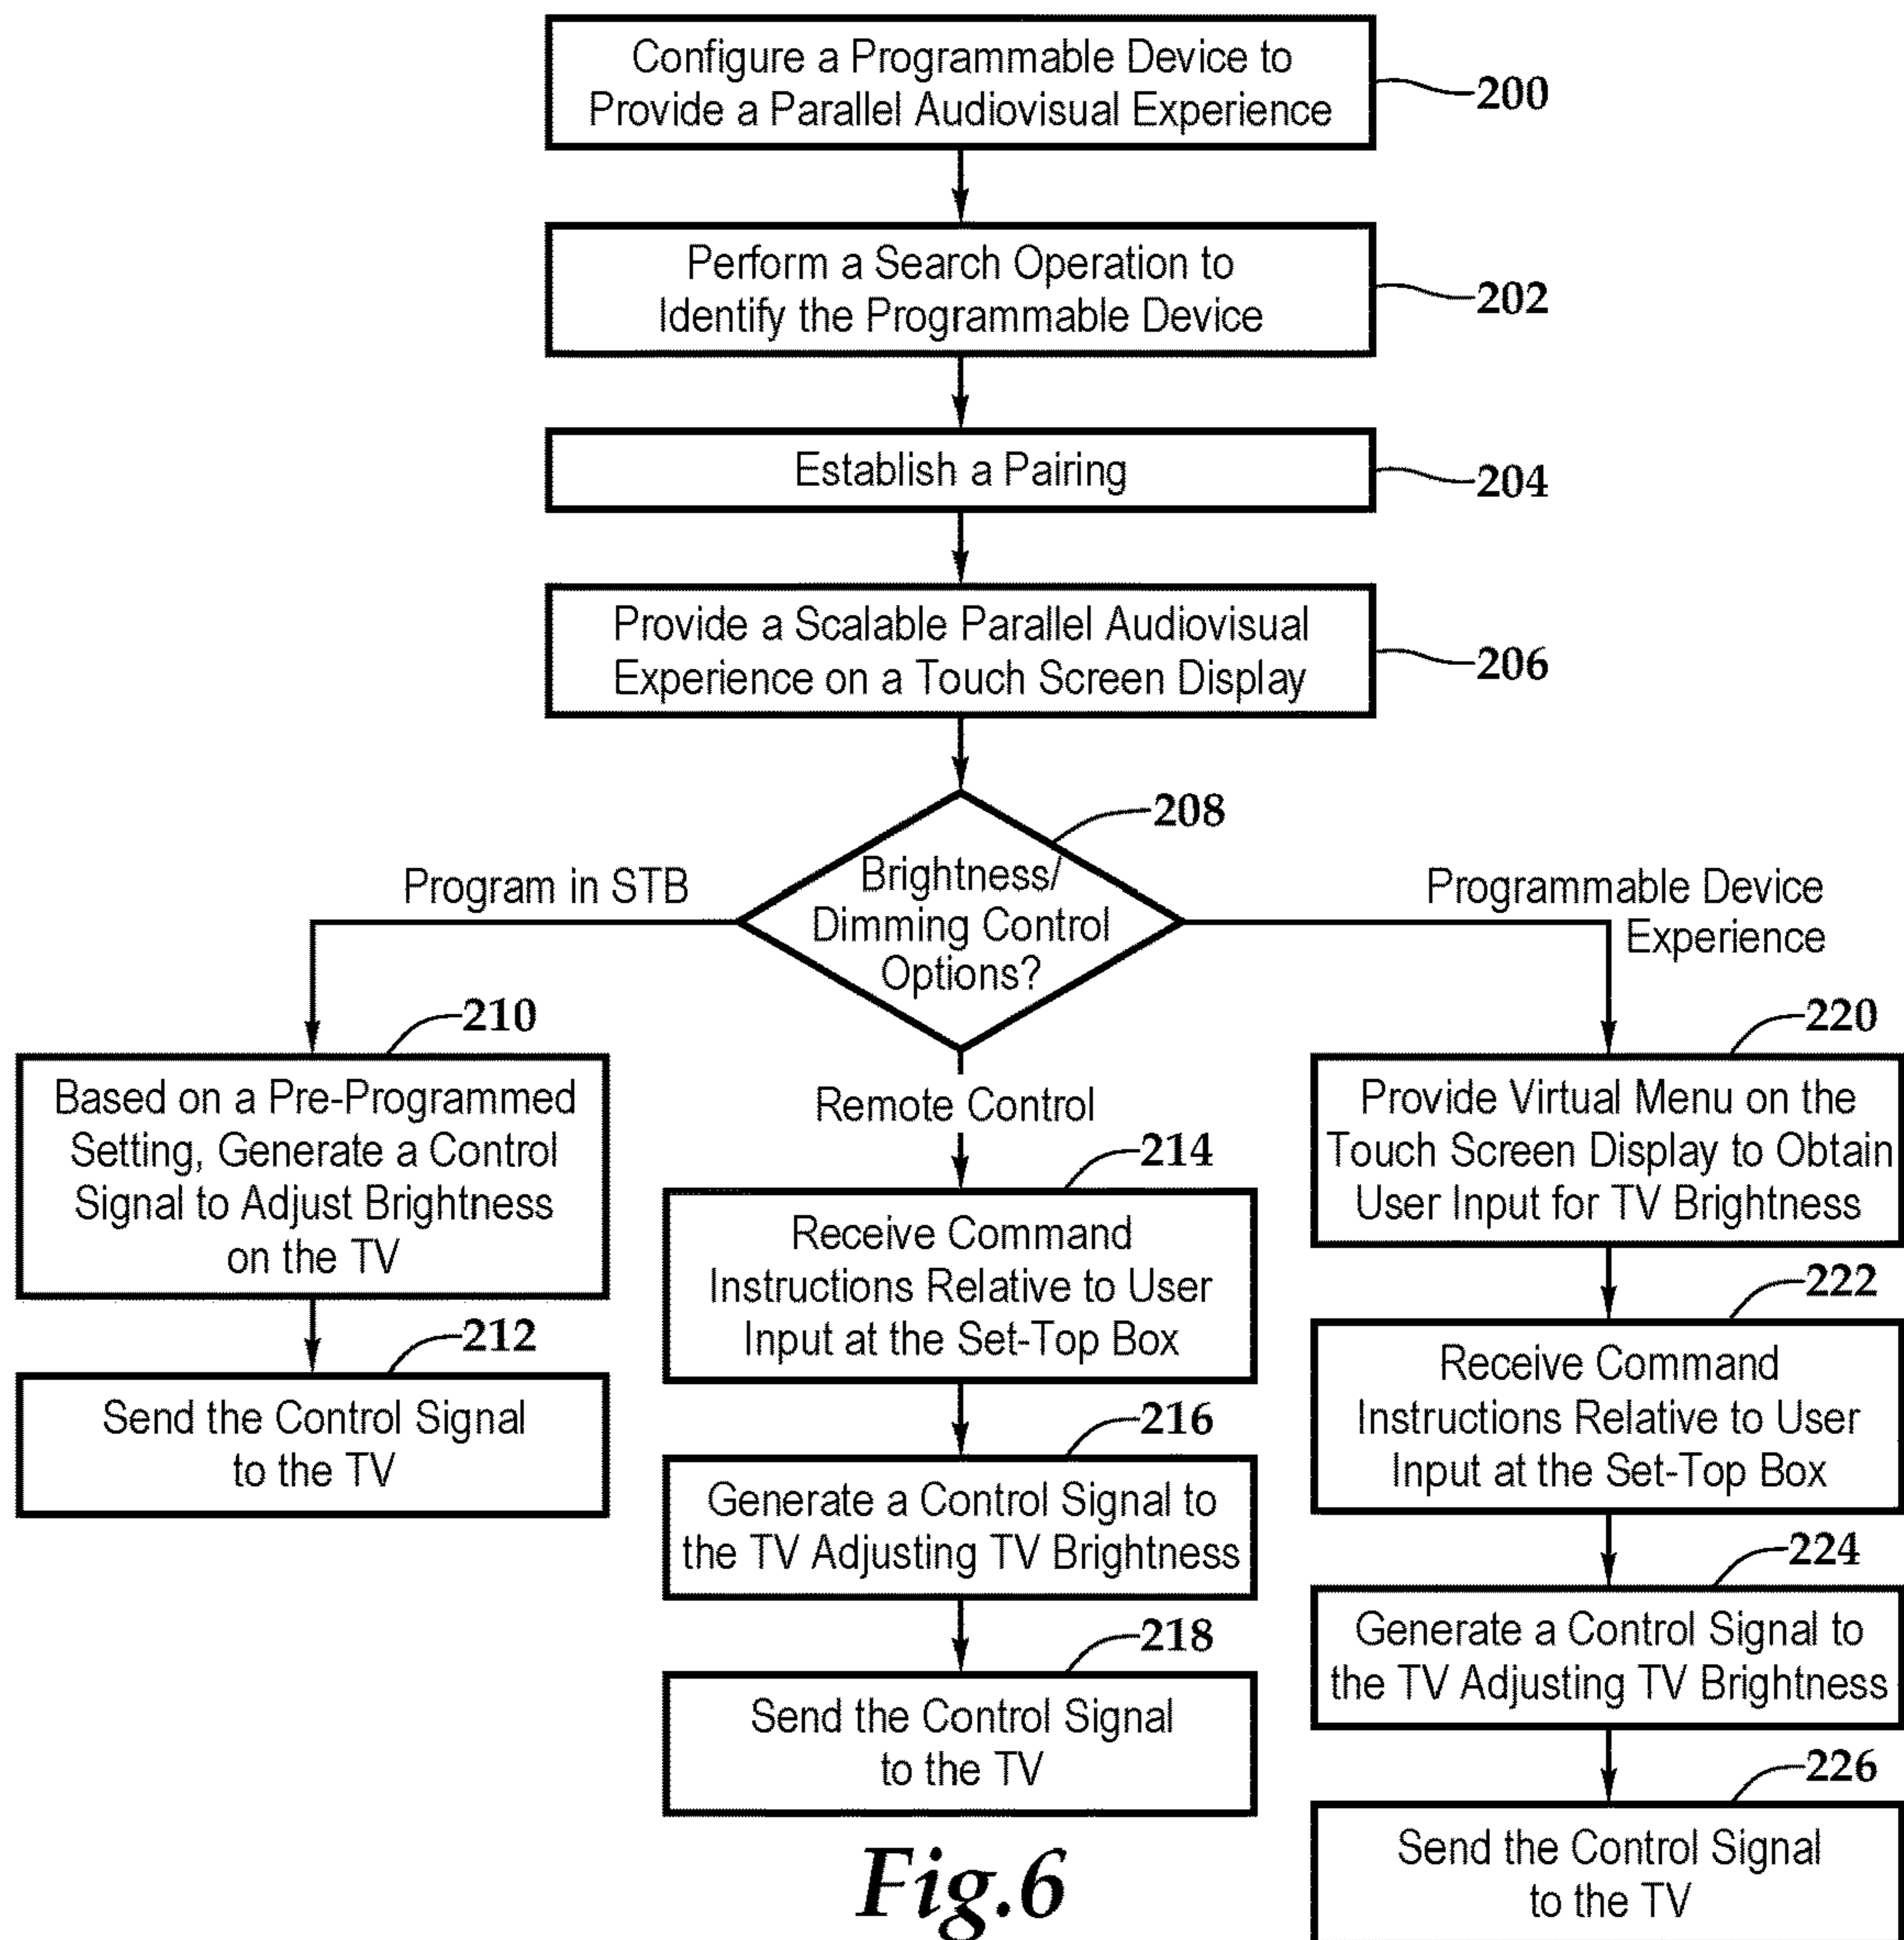 Configure a Programmable Device to
Provide a Parallel Audiovisual Experience
200
Perform a Search Operation to
Identify the Programmable Device
202
Establish a Pairing
204
Provide a Scalable Parallel Audiovisual
Experience on a Touch Screen Display
206
208
Brightness/
Dimming Control
Options?
Program in STB
Remote Control
Programmable Device
Experience
210
Based on a Pre-Programmed
Setting, Generate a Control
Signal to Adjust Brightness
on the TV
212
Send the Control Signal
to the TV
214
Receive Command
Instructions Relative to User
Input at the Set-Top Box
216
Generate a Control Signal to
the TV Adjusting TV Brightness
218
Send the Control Signal
to the TV
220
Provide Virtual Menu on the
Touch Screen Display to Obtain
User Input for TV Brightness
222
Receive Command
Instructions Relative to User
Input at the Set-Top Box
224
Generate a Control Signal to
the TV Adjusting TV Brightness
226
Send the Control Signal
to the TV
Fig.6